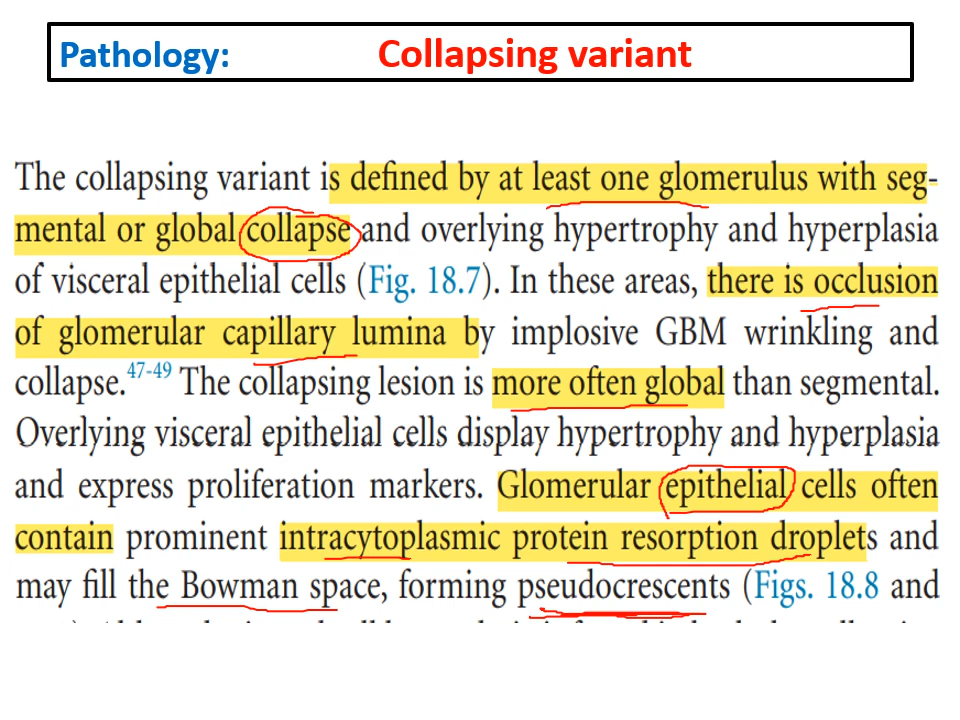 Pathology: Collapsing variant
The collapsing variant is defined by at least one glomerulus with seg-
mental or global collapse and overlying hypertrophy and hyperplasia
of visceral epithelial cells (Fig. 18.7). In these areas, there is occlusion
of glomerular capillary lumina by implosive GBM wrinkling and
collapse.47-49 The collapsing lesion is more often global than segmental.
Overlying visceral epithelial cells display hypertrophy and hyperplasia
and express proliferation markers. Glomerular epithelial cells often
contain prominent intracytoplasmic protein resorption droplets and
may fill the Bowman space, forming pseudocrescents (Figs. 18.8 and